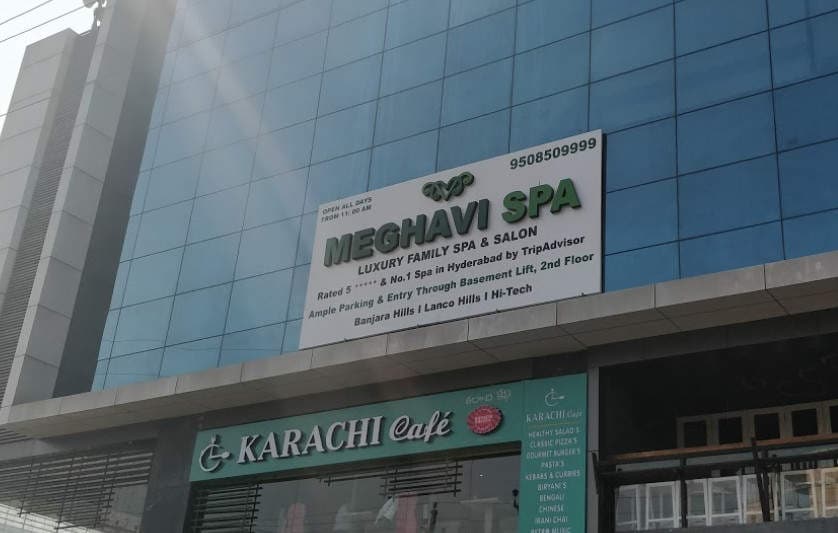 9508509999
OPEN ALL DAYS
FROM 11: 00 AM
MEGHAVI SPA
LUXURY FAMILY SPA & SALON
Rated 5 ***** & No.1 Spa in Hyderabad by TripAdvisor
Ample Parking & Entry Through Basement Lift, 2nd Floor
Banjara Hills I Lanco Hills I Hi-Tech
KARACHI Café
KARACHI Cafe
HEALTHY SALAD'S
CLASSIC PIZZA'S
GOURMET BURGER'S
PASTA'S
KEBABS & CURRIES
BIRYANI'S
BENGALI
CHINESE
IRANI CHAI